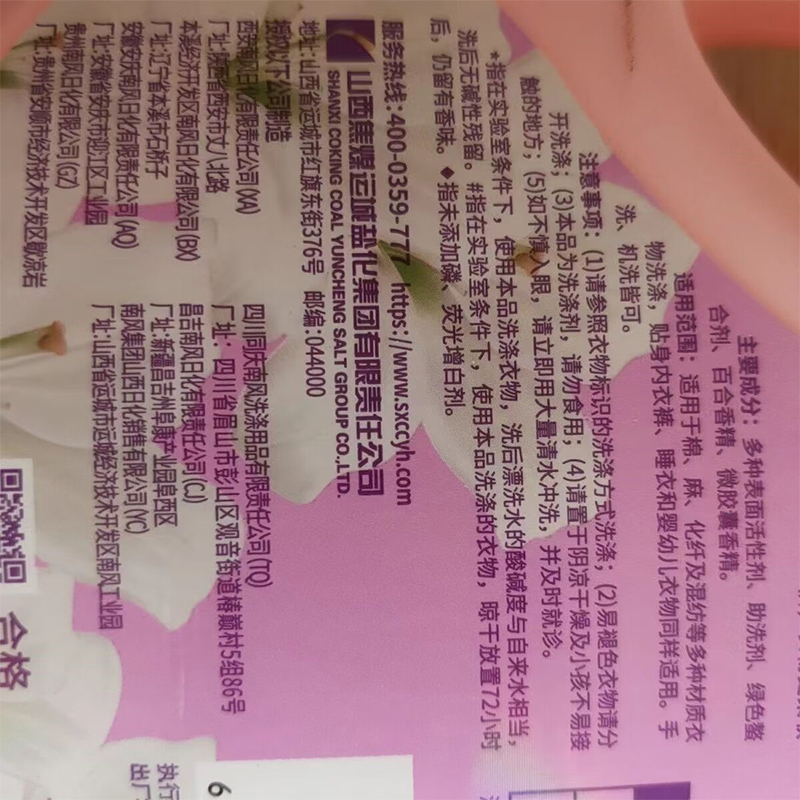 主要成分：多种表面活性剂、助洗剂、绿色螯
合剂、百合香精、微胶囊香精。
适用范围：适用于棉、麻、化纤及混纺等多种材质衣
物洗涤，贴身内衣裤、睡衣和婴幼儿衣物同样适用。手
洗、机洗皆可。
注意事项：(1)请参照衣物标识的洗涤方式洗涤；(2)易褪色衣物请分
开洗涤；(3)本品为洗涤剂，请勿食用；(4)请置于阴凉干燥及小孩不易接
触的地方；(5)如不慎入眼，请立即用大量清水冲洗，并及时就诊。
*指在实验室条件下，使用本品洗涤衣物，洗后漂洗水的酸碱度与自来水相当，
洗后无碱性残留。#指在实验室条件下，使用本品洗涤的衣物，晾干放置72小时
后，仍留有香味。◆指未添加磷、荧光增白剂。
服务热线：400-0359-777 https://www.sxccyh.com
山西焦煤运城盐化集团有限责任公司
SHANXI COKING COAL YUNCHENG SALT GROUP CO.,LTD.
地址：山西省运城市红旗东街376号 邮编：044000
授权以下公司制造
西安南风日化有限责任公司(XA)
厂址：陕西省西安市丈八北路
本溪经济开发区南风日化有限公司(BX)
厂址：辽宁省本溪市石桥子
安徽安庆南风日化有限公司(AQ)
厂址：安徽省安庆市迎江区工业园
贵州南风日化有限公司(GZ)
厂址：贵州省安顺市经济技术开发区歇凉岩
四川同庆南风洗涤用品有限责任公司(TQ)
厂址：四川省眉山市彭山区观音街道椿巅村5组86号
昌吉南风日化有限责任公司(CJ)
厂址：新疆昌吉州阜康产业园阜西区
南风集团山西日化销售有限公司(YC)
厂址：山西省运城市运城经济技术开发区南风工业园
合格
执行
出厂
6